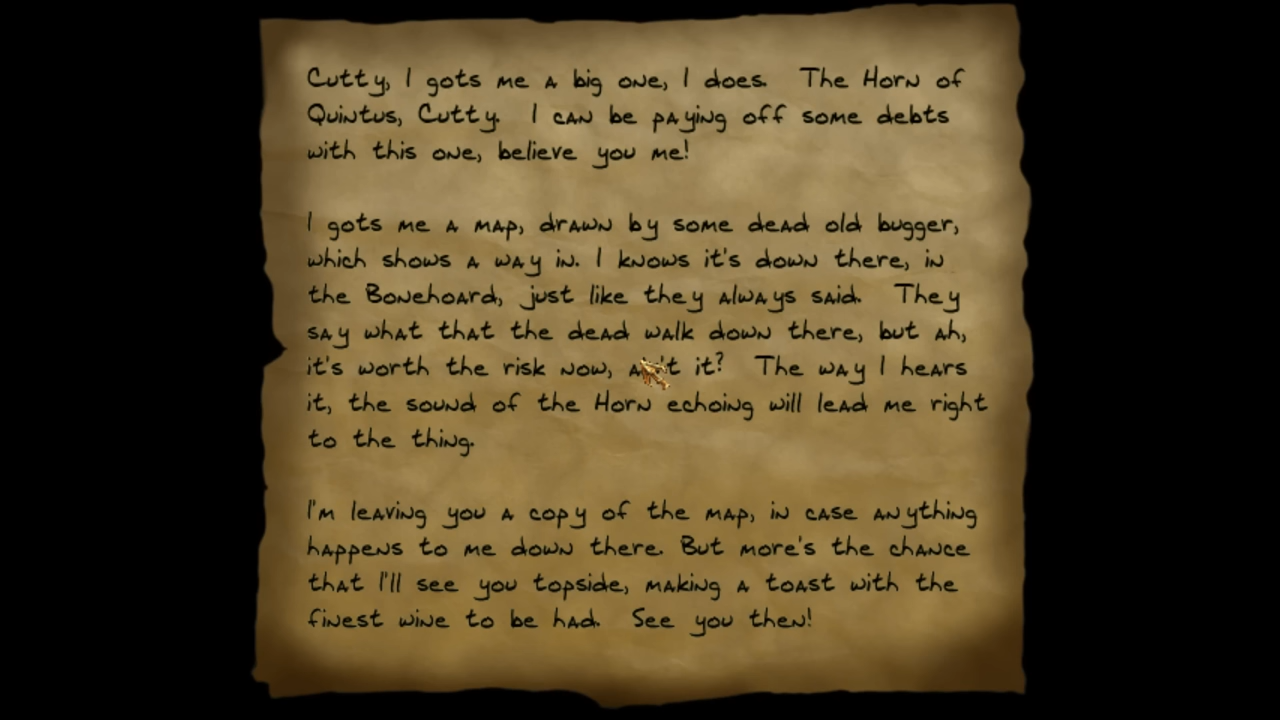 Cutty, I gots me a big one, I does. The Horn of
Quintus, Cutty. I can be paying off some debts
with this one, believe you me!
I gots me a map, drawn by some dead old bugger,
which shows a way in. I knows it's down there, in
the Bonehoard, just like they always said. They
say what that the dead walk down there, but ah,
it's worth the risk now, ain't it? The way I hears
it, the sound of the Horn echoing will lead me right
to the thing.
I'm leaving you a copy of the map, in case anything
happens to me down there. But more's the chance
that I'll see you topside, making a toast with the
finest wine to be had. See you then!